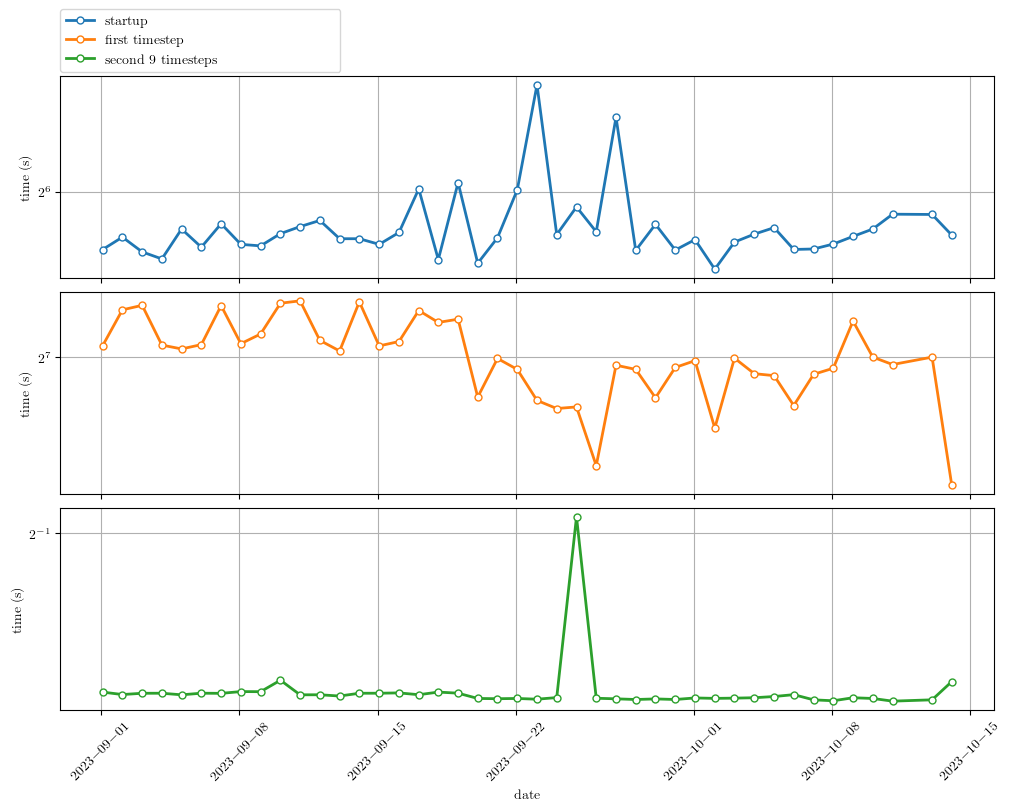 startup
first timestep
second 9 timesteps
time (s)
2^6
time (s)
2^7
time (s)
2^−1
2023−09−01
2023−09−08
2023−09−15
2023−09−22
2023−10−01
2023−10−08
2023−10−15
date